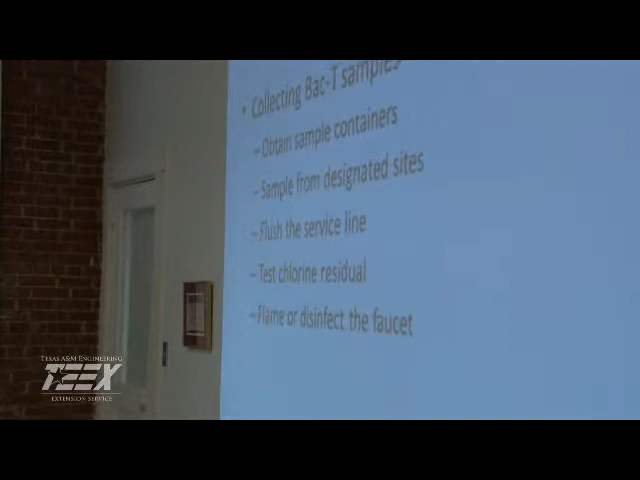 • Collecting Bac-T samples
– Obtain sample containers
– Sample from designated sites
– Flush the service line
– Test chlorine residual
– Flame or disinfect the faucet
TEXAS A&M ENGINEERING
TEEX
EXTENSION SERVICE